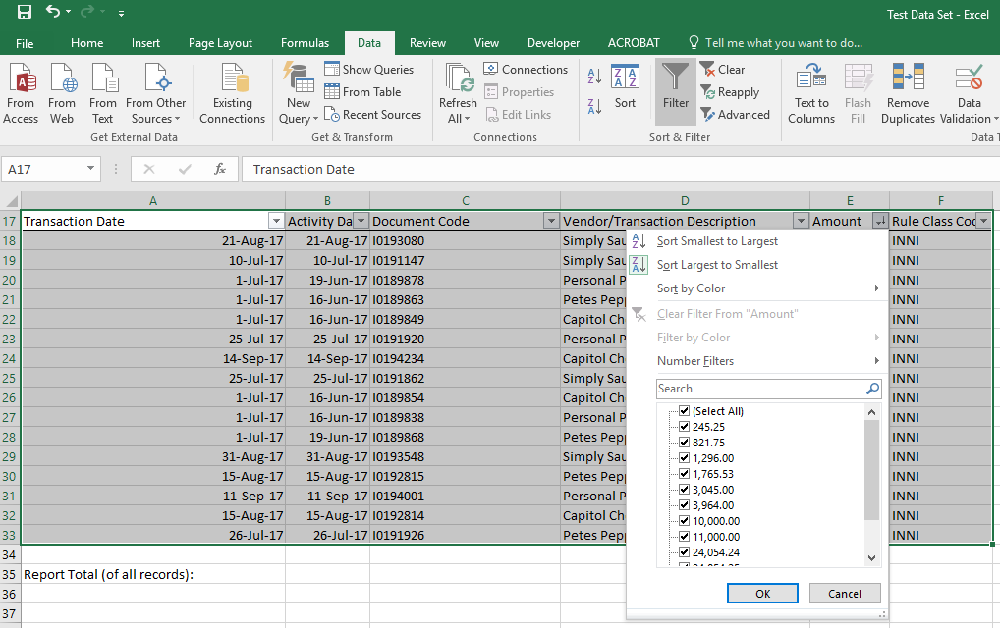 Test Data Set - Excel
File Home Insert Page Layout Formulas Data Review View Developer ACROBAT Tell me what you want to do...
From Access
From Web
From Text
From Other Sources
Existing Connections
Get External Data
New Query
Show Queries
From Table
Recent Sources
Get & Transform
Refresh All
Connections
Properties
Edit Links
Connections
Sort
Filter
Clear
Reapply
Advanced
Sort & Filter
Text to Columns
Flash Fill
Remove Duplicates
Data Validation
Data T
A17 fx Transaction Date
A B C D E F
17 Transaction Date Activity Da Document Code Vendor/Transaction Description Amount Rule Class Coc
18 21-Aug-17 21-Aug-17 I0193080 Simply Sau INNI
19 10-Jul-17 10-Jul-17 I0191147 Simply Sau INNI
20 1-Jul-17 19-Jun-17 I0189878 Personal P INNI
21 1-Jul-17 16-Jun-17 I0189863 Petes Pepp INNI
22 1-Jul-17 16-Jun-17 I0189849 Capitol Ch INNI
23 25-Jul-17 25-Jul-17 I0191920 Personal P INNI
24 14-Sep-17 14-Sep-17 I0194234 Capitol Ch INNI
25 25-Jul-17 25-Jul-17 I0191862 Simply Sau INNI
26 1-Jul-17 16-Jun-17 I0189854 Capitol Ch INNI
27 1-Jul-17 16-Jun-17 I0189838 Personal P INNI
28 1-Jul-17 19-Jun-17 I0189868 Petes Pepp INNI
29 31-Aug-17 31-Aug-17 I0193548 Simply Sau INNI
30 15-Aug-17 15-Aug-17 I0192815 Petes Pepp INNI
31 11-Sep-17 11-Sep-17 I0194001 Personal P INNI
32 15-Aug-17 15-Aug-17 I0192814 Capitol Ch INNI
33 26-Jul-17 26-Jul-17 I0191926 Petes Pepp INNI
34
35 Report Total (of all records):
36
37
Sort Smallest to Largest
Sort Largest to Smallest
Sort by Color
Clear Filter From "Amount"
Filter by Color
Number Filters
Search
(Select All)
245.25
821.75
1,296.00
1,765.53
3,045.00
3,964.00
10,000.00
11,000.00
24,054.24
OK Cancel